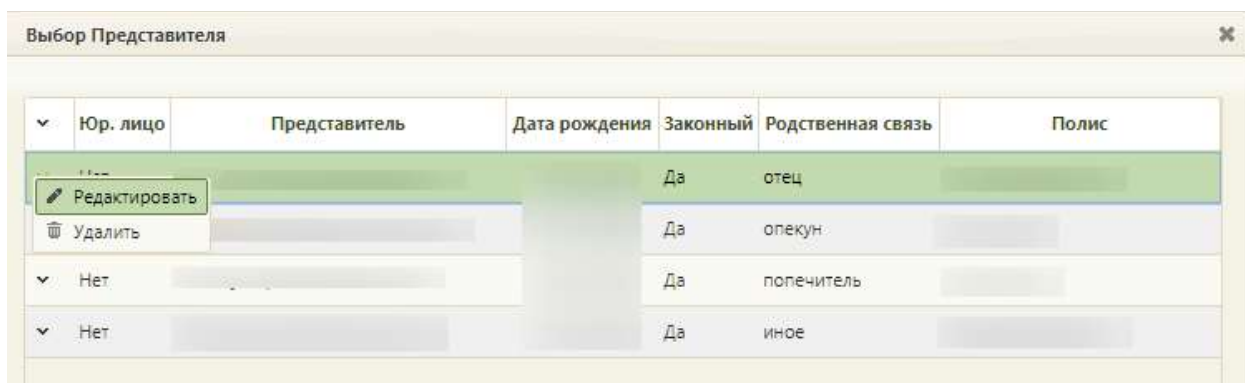 Выбор Представителя
Юр. лицо Представитель Дата рождения Законный Родственная связь Полис
Да отец
Редактировать
Удалить Да опекун
Нет Да попечитель
Нет Да иное